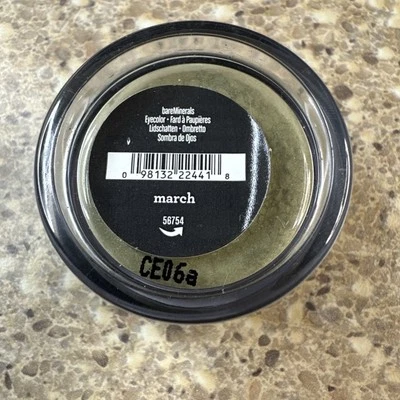 bareMinerals
Eyecolor - Fard à Paupières
Lidschatten - Ombretto
Sombra de Ojos
0 98132 22441 8
march
56754
CE06a